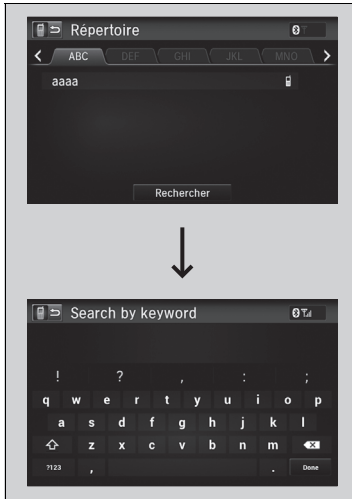 Répertoire
ABC DEF GHI JKL MNO
aaaa
Rechercher
Search by keyword
! ? , : ;
q w e r t y u i o p
a s d f g h j k l
z x c v b n m
?123 , . Done